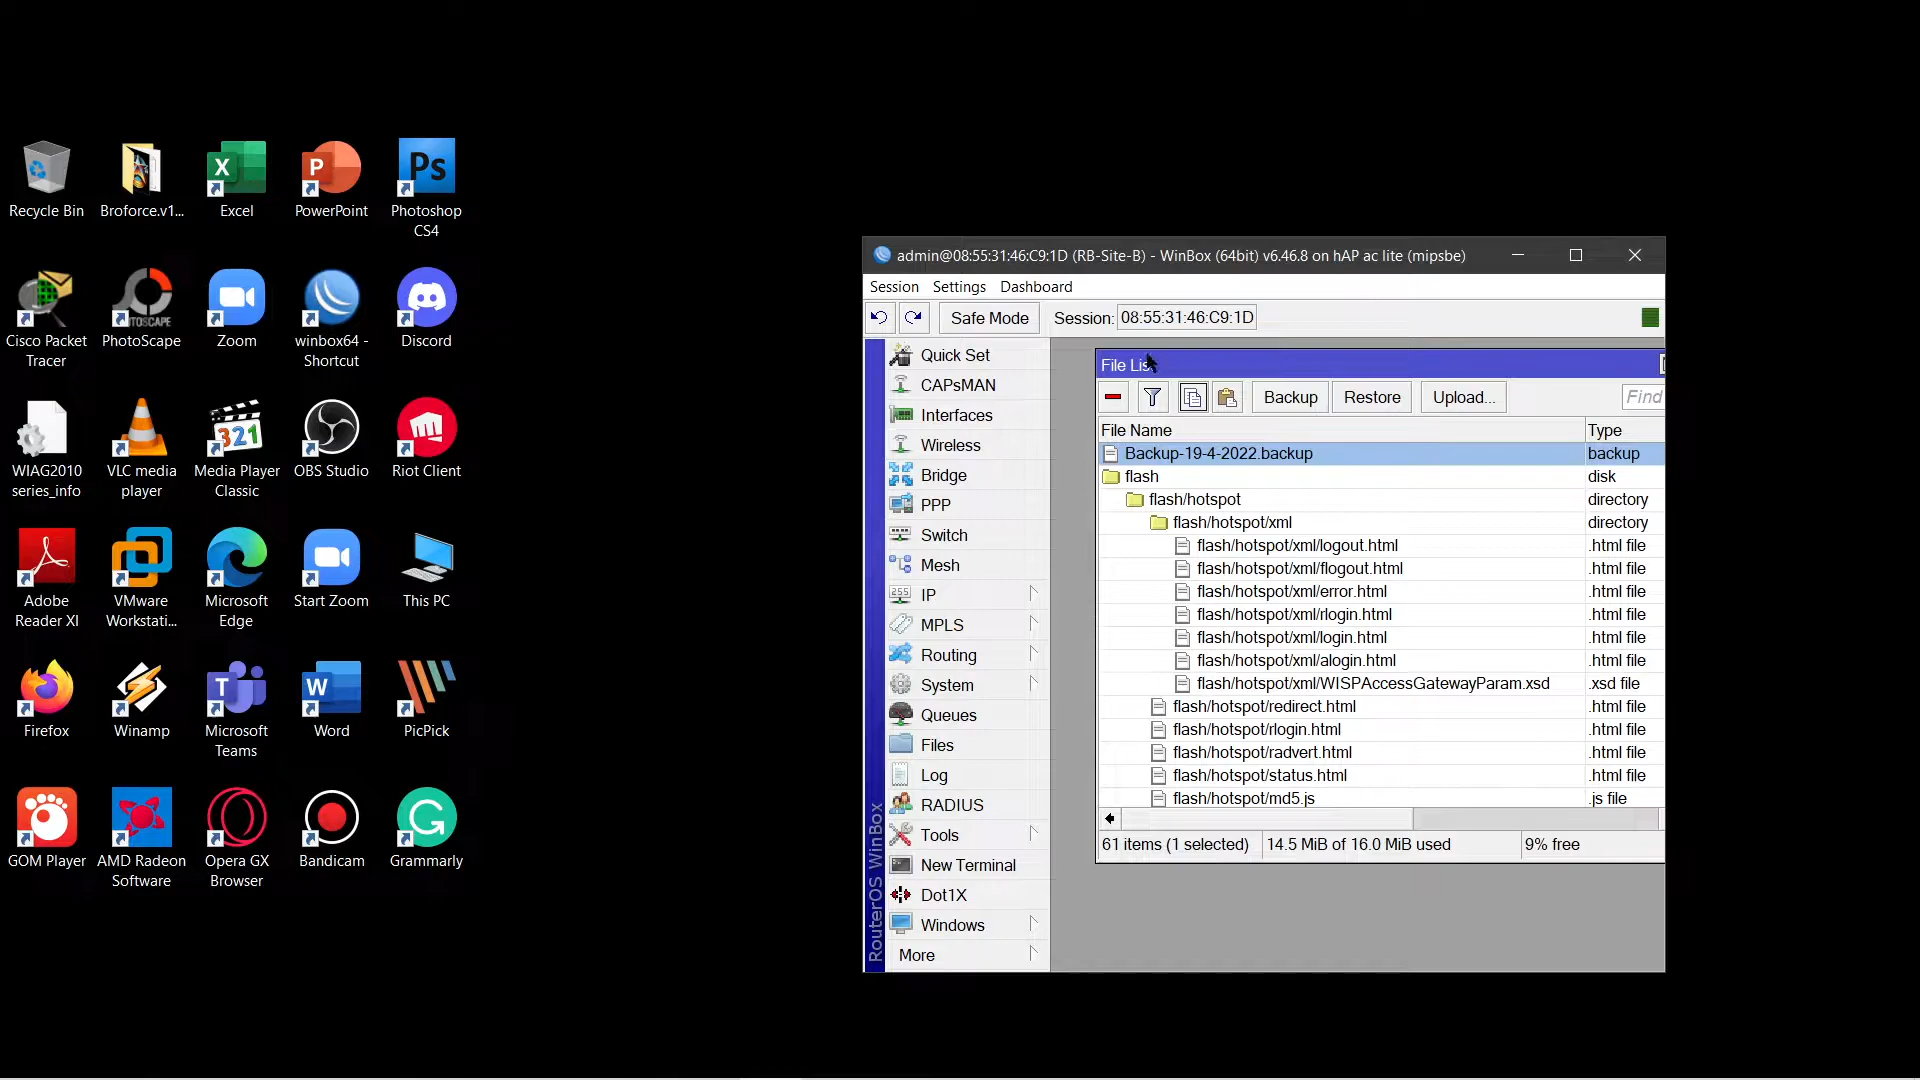 Recycle Bin
Broforce.v1...
Excel
PowerPoint
Photoshop
CS4
Cisco Packet
Tracer
PhotoScape
Zoom
winbox64 -
Shortcut
Discord
WIAG2010
series_info
VLC media
player
Media Player
Classic
OBS Studio
Riot Client
Adobe
Reader XI
VMware
Workstati...
Microsoft
Edge
Start Zoom
This PC
Firefox
Winamp
Microsoft
Teams
Word
PicPick
GOM Player
AMD Radeon
Software
Opera GX
Browser
Bandicam
Grammarly
admin@08:55:31:46:C9:1D (RB-Site-B) - WinBox (64bit) v6.46.8 on hAP ac lite (mipsbe)
Session Settings Dashboard
Safe Mode Session: 08:55:31:46:C9:1D
Quick Set
CAPsMAN
Interfaces
Wireless
Bridge
PPP
Switch
Mesh
IP
MPLS
Routing
System
Queues
Files
Log
RADIUS
Tools
New Terminal
Dot1X
Windows
More
RouterOS WinBox
File Lis
Backup Restore Upload... Find
File Name Type
Backup-19-4-2022.backup backup
flash disk
flash/hotspot directory
flash/hotspot/xml directory
flash/hotspot/xml/logout.html .html file
flash/hotspot/xml/flogout.html .html file
flash/hotspot/xml/error.html .html file
flash/hotspot/xml/rlogin.html .html file
flash/hotspot/xml/login.html .html file
flash/hotspot/xml/alogin.html .html file
flash/hotspot/xml/WISPAccessGatewayParam.xsd .xsd file
flash/hotspot/redirect.html .html file
flash/hotspot/rlogin.html .html file
flash/hotspot/radvert.html .html file
flash/hotspot/status.html .html file
flash/hotspot/md5.js .js file
61 items (1 selected) 14.5 MiB of 16.0 MiB used 9% free